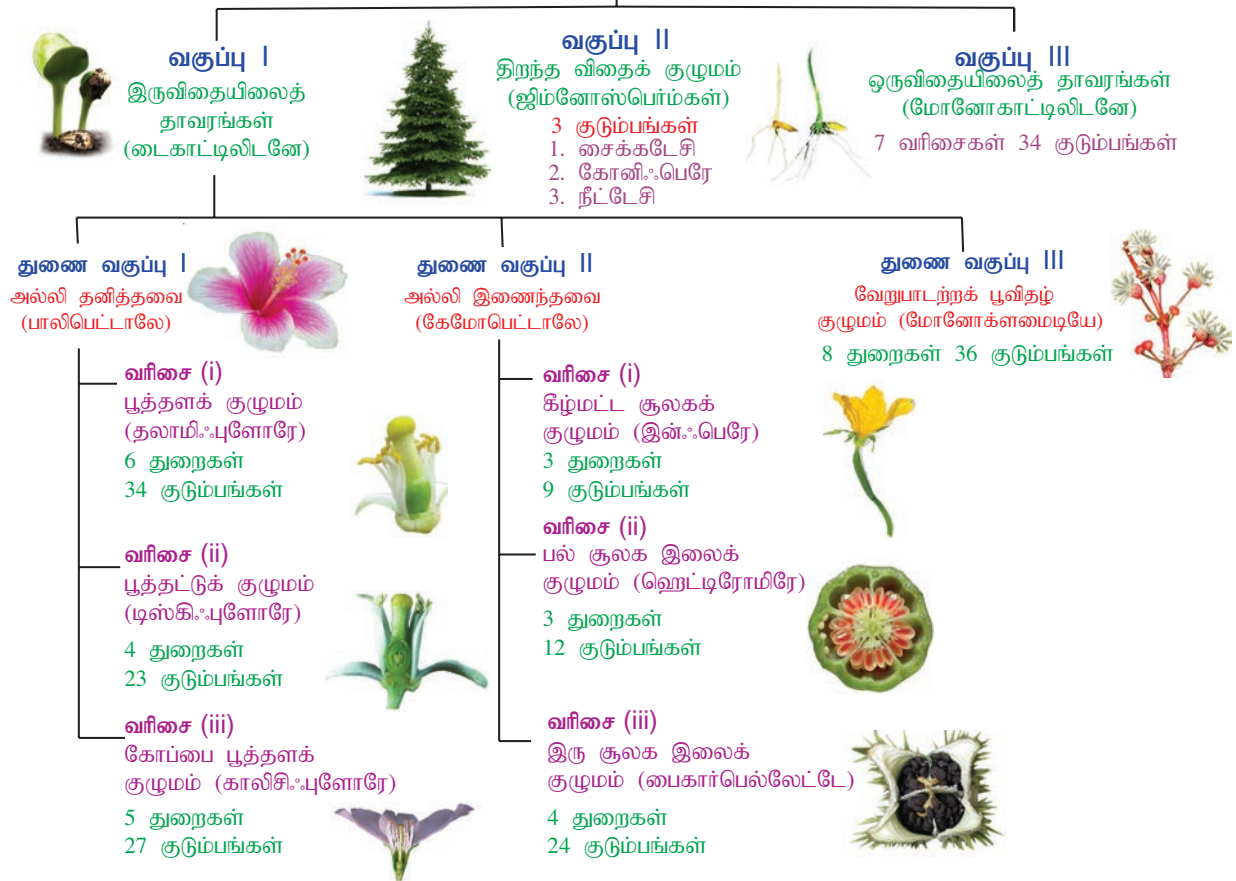 வகுப்பு I
இருவிதையிலைத்
தாவரங்கள்
(டைகாட்டிலிடனே)
வகுப்பு II
திறந்த விதைக் குழுமம்
(ஜிம்னோஸ்பெர்ம்கள்)
3 குடும்பங்கள்
1. சைக்கடேசி
2. கோனிஃபெரே
3. நீட்டேசி
வகுப்பு III
ஒருவிதையிலைத் தாவரங்கள்
(மோனோகாட்டிலிடனே)
7 வரிசைகள் 34 குடும்பங்கள்
துணை வகுப்பு I
அல்லி தனித்தவை
(பாலிபெட்டாலே)
வரிசை (i)
பூத்தளக் குழுமம்
(தலாமிஃபுளோரே)
6 துறைகள்
34 குடும்பங்கள்
வரிசை (ii)
பூத்தட்டுக் குழுமம்
(டிஸ்கிஃபுளோரே)
4 துறைகள்
23 குடும்பங்கள்
வரிசை (iii)
கோப்பை பூத்தளக்
குழுமம் (காலிசிஃபுளோரே)
5 துறைகள்
27 குடும்பங்கள்
துணை வகுப்பு II
அல்லி இணைந்தவை
(கேமோபெட்டாலே)
வரிசை (i)
கீழ்மட்ட சூலகக்
குழுமம் (இன்ஃபெரே)
3 துறைகள்
9 குடும்பங்கள்
வரிசை (ii)
பல் சூலக இலைக்
குழுமம் (ஹெட்டிரோமிரே)
3 துறைகள்
12 குடும்பங்கள்
வரிசை (iii)
இரு சூலக இலைக்
குழுமம் (பைகார்பெல்லேட்டே)
4 துறைகள்
24 குடும்பங்கள்
துணை வகுப்பு III
வேறுபாடற்றக் பூவிதழ்
குழுமம் (மோனோக்ளமைடியே)
8 துறைகள் 36 குடும்பங்கள்